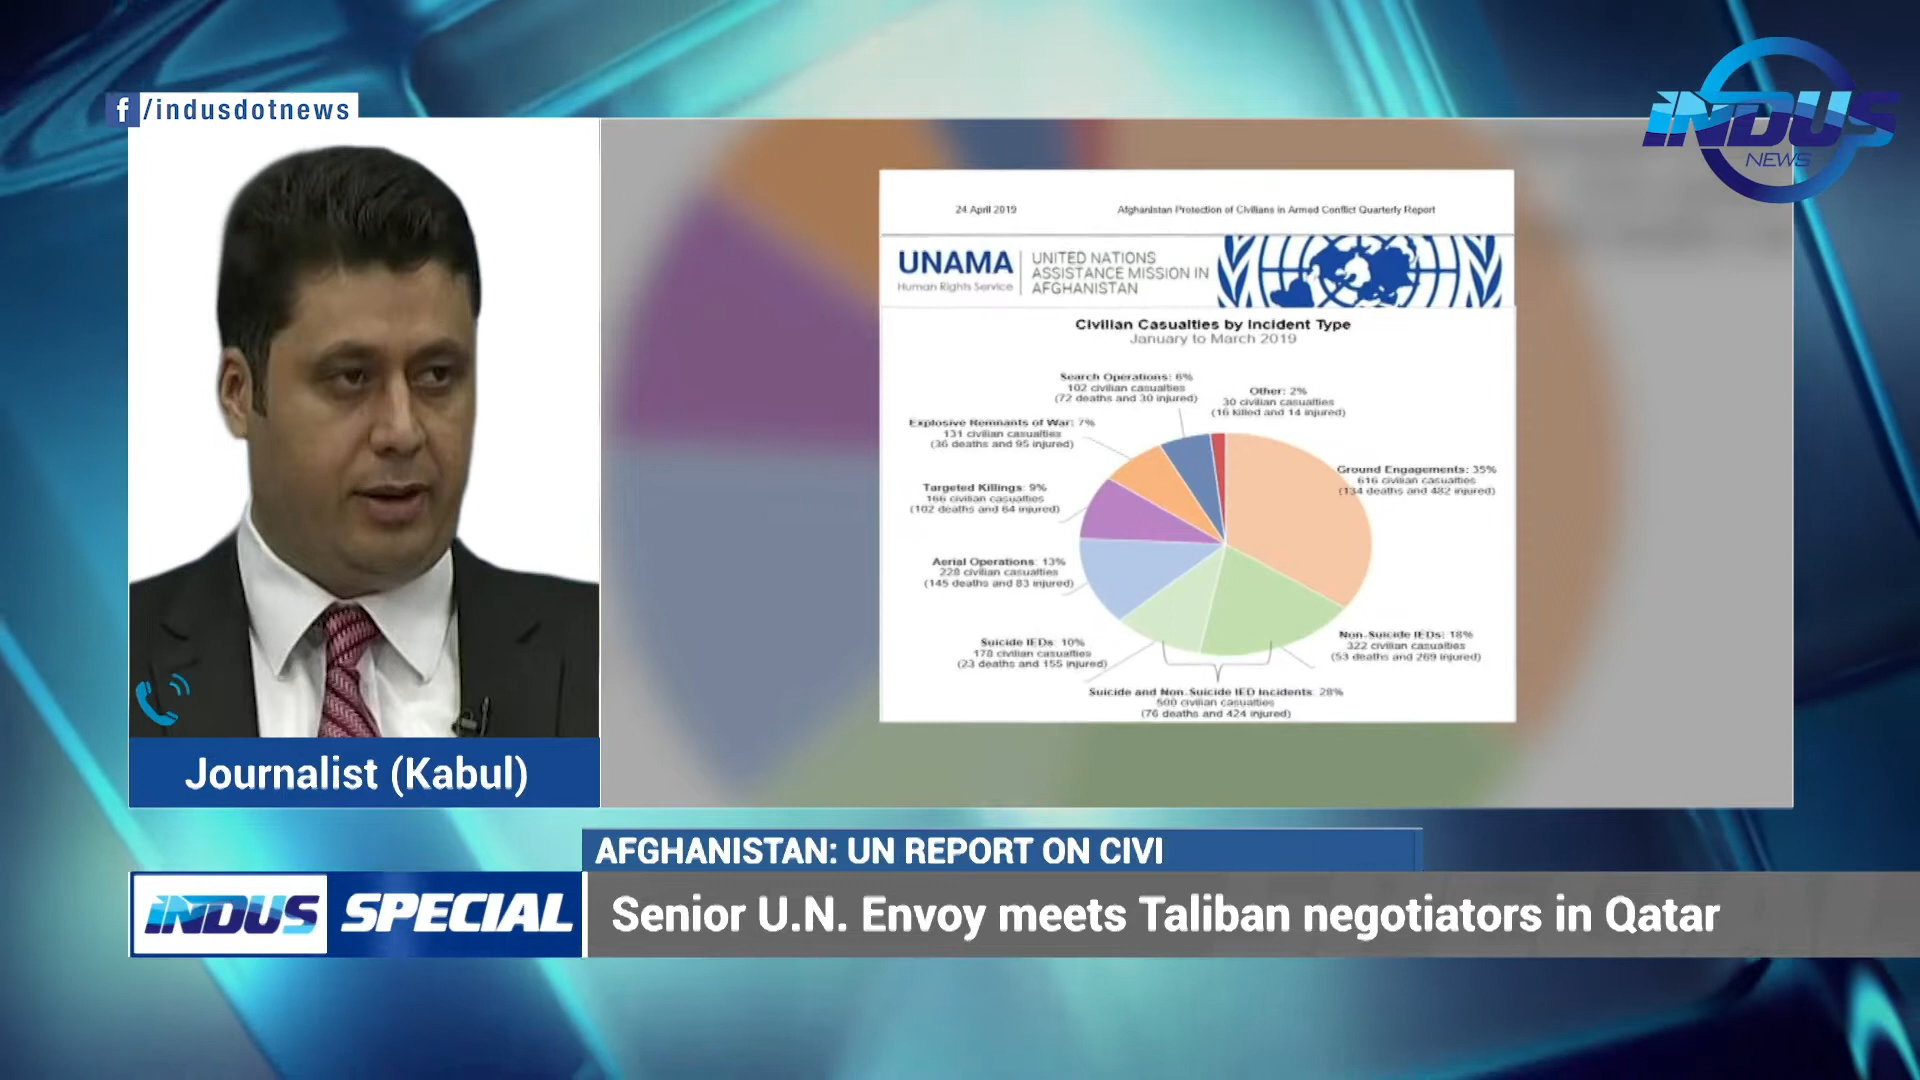 /indusdotnews
INDUS
NEWS
24 April 2019
Afghanistan Protection of Civilians in Armed Conflict Quarterly Report
UNAMA
Human Rights Service
UNITED NATIONS
ASSISTANCE MISSION IN
AFGHANISTAN
Civilian Casualties by Incident Type
January to March 2019
Search Operations: 6%
102 civilian casualties
(72 deaths and 30 injured)
Other: 2%
30 civilian casualties
(16 killed and 14 injured)
Explosive Remnants of War: 7%
131 civilian casualties
(36 deaths and 95 injured)
Ground Engagements: 35%
616 civilian casualties
(134 deaths and 482 injured)
Targeted Killings: 9%
166 civilian casualties
(102 deaths and 64 injured)
Aerial Operations: 13%
228 civilian casualties
(145 deaths and 83 injured)
Suicide IEDs: 10%
178 civilian casualties
(23 deaths and 155 injured)
Non-Suicide IEDs: 18%
322 civilian casualties
(53 deaths and 269 injured)
Suicide and Non-Suicide IED Incidents: 28%
500 civilian casualties
(76 deaths and 424 injured)
Journalist (Kabul)
AFGHANISTAN: UN REPORT ON CIVI
INDUS SPECIAL
Senior U.N. Envoy meets Taliban negotiators in Qatar